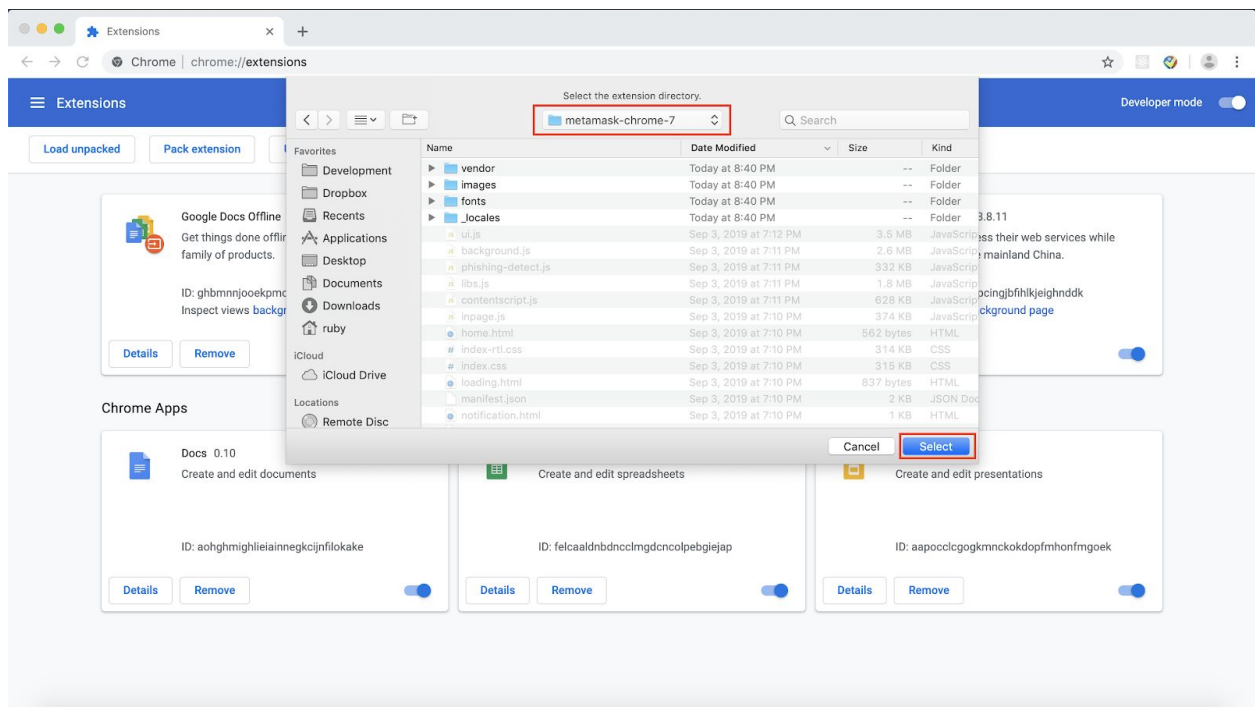 Extensions
Chrome | chrome://extensions
Extensions
Developer mode
Load unpacked
Pack extension
Select the extension directory.
metamask-chrome-7
Search
Favorites
Development
Dropbox
Recents
Applications
Desktop
Documents
Downloads
ruby
iCloud
iCloud Drive
Locations
Remote Disc
Name Date Modified Size Kind
vendor Today at 8:40 PM -- Folder
images Today at 8:40 PM -- Folder
fonts Today at 8:40 PM -- Folder
_locales Today at 8:40 PM -- Folder
ui.js Sep 3, 2019 at 7:12 PM 3.5 MB JavaScrip
background.js Sep 3, 2019 at 7:11 PM 2.6 MB JavaScrip
phishing-detect.js Sep 3, 2019 at 7:11 PM 332 KB JavaScrip
libs.js Sep 3, 2019 at 7:11 PM 1.8 MB JavaScrip
contentscript.js Sep 3, 2019 at 7:11 PM 628 KB JavaScrip
inpage.js Sep 3, 2019 at 7:10 PM 374 KB JavaScrip
home.html Sep 3, 2019 at 7:10 PM 562 bytes HTML
index-rtl.css Sep 3, 2019 at 7:10 PM 314 KB CSS
index.css Sep 3, 2019 at 7:10 PM 315 KB CSS
loading.html Sep 3, 2019 at 7:10 PM 837 bytes HTML
manifest.json Sep 3, 2019 at 7:10 PM 2 KB JSON Doc
notification.html Sep 3, 2019 at 7:10 PM 1 KB HTML
Cancel
Select
Google Docs Offline
Get things done offlin
family of products.
ID: ghbmnnjooekpmc
Inspect views backgr
Details
Remove
3.8.11
ess their web services while
mainland China.
ocingjbfihlkjeighnddk
ckground page
Chrome Apps
Docs 0.10
Create and edit documents
ID: aohghmighlieiainnegkcijnfilokake
Details
Remove
Create and edit spreadsheets
ID: felcaaldnbdncclmgdcncolpebgiejap
Details
Remove
Create and edit presentations
ID: aapocclcgogkmnckokdopfmhonfmgoek
Details
Remove